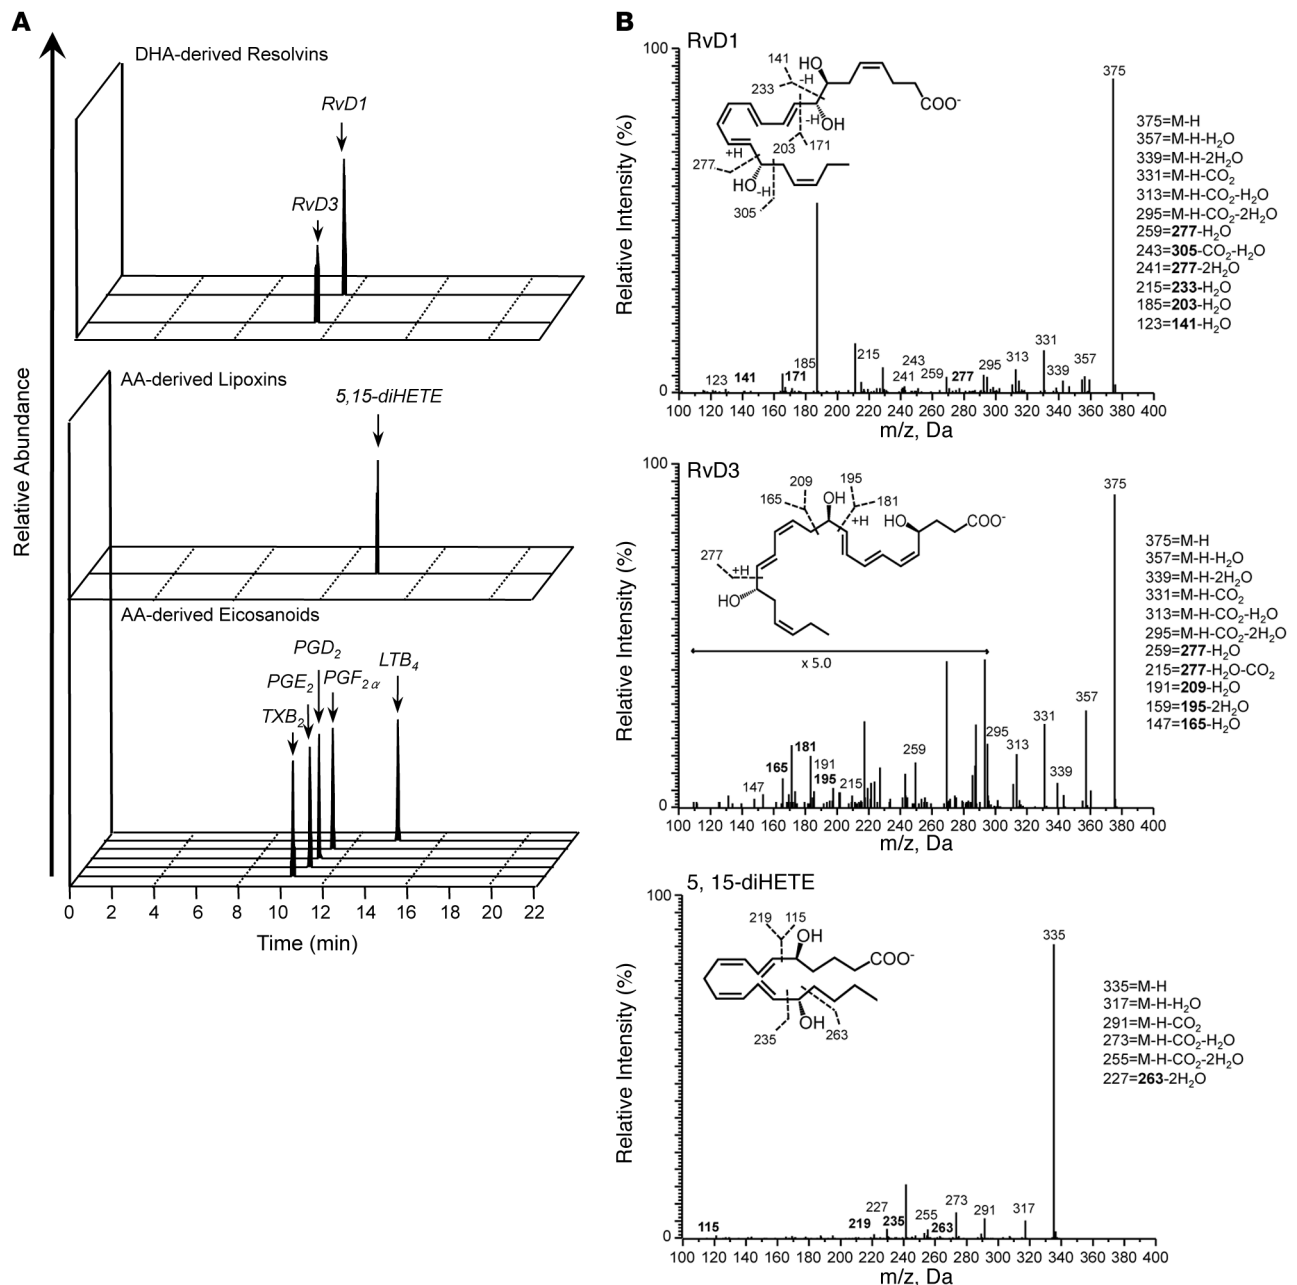 A
Relative Abundance
DHA-derived Resolvins
RvD1
RvD3
AA-derived Lipoxins
5,15-diHETE
AA-derived Eicosanoids
PGD2
LTB4
PGE2
PGF2α
TXB2
0 2 4 6 8 10 12 14 16 18 20 22
Time (min)
B
RvD1
Relative Intensity (%)
100
0
141
HO
-H
233
COO-
-H
OH
203
171
+H
277
HO
-H
305
375
123
141
171
185
215
243
241
259
277
295
313
331
339
357
100 120 140 160 180 200 220 240 260 280 300 320 340 360 380 400
m/z, Da
375=M-H
357=M-H-H2O
339=M-H-2H2O
331=M-H-CO2
313=M-H-CO2-H2O
295=M-H-CO2-2H2O
259=277-H2O
243=305-CO2-H2O
241=277-2H2O
215=233-H2O
185=203-H2O
123=141-H2O
RvD3
Relative Intensity (%)
100
0
209
195
165
OH
181
+H
HO
COO-
277
+H
HO
x 5.0
375
147
165
181
191
195
215
259
295
313
331
339
357
100 120 140 160 180 200 220 240 260 280 300 320 340 360 380 400
m/z, Da
375=M-H
357=M-H-H2O
339=M-H-2H2O
331=M-H-CO2
313=M-H-CO2-H2O
295=M-H-CO2-2H2O
259=277-H2O
215=277-H2O-CO2
191=209-H2O
159=195-2H2O
147=165-H2O
5, 15-diHETE
Relative Intensity (%)
100
0
219
115
OH
COO-
OH
235
263
335
115
219
227
235
255
263
273
291
317
100 120 140 160 180 200 220 240 260 280 300 320 340 360 380 400
m/z, Da
335=M-H
317=M-H-H2O
291=M-H-CO2
273=M-H-CO2-H2O
255=M-H-CO2-2H2O
227=263-2H2O